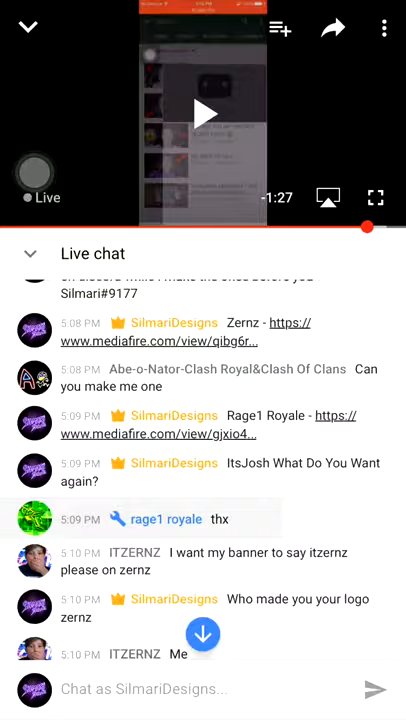 Live
-1:27
Live chat
Silmari#9177
5:08 PM SilmariDesigns Zernz - https://
www.mediafire.com/view/qibg6r...
5:08 PM Abe-o-Nator-Clash Royal&Clash Of Clans Can
you make me one
5:09 PM SilmariDesigns Rage1 Royale - https://
www.mediafire.com/view/gjxio4...
5:09 PM SilmariDesigns ItsJosh What Do You Want
again?
5:09 PM rage1 royale thx
5:10 PM ITZERNZ I want my banner to say itzernz
please on zernz
5:10 PM SilmariDesigns Who made you your logo
zernz
5:10 PM ITZERNZ Me
Chat as SilmariDesigns...